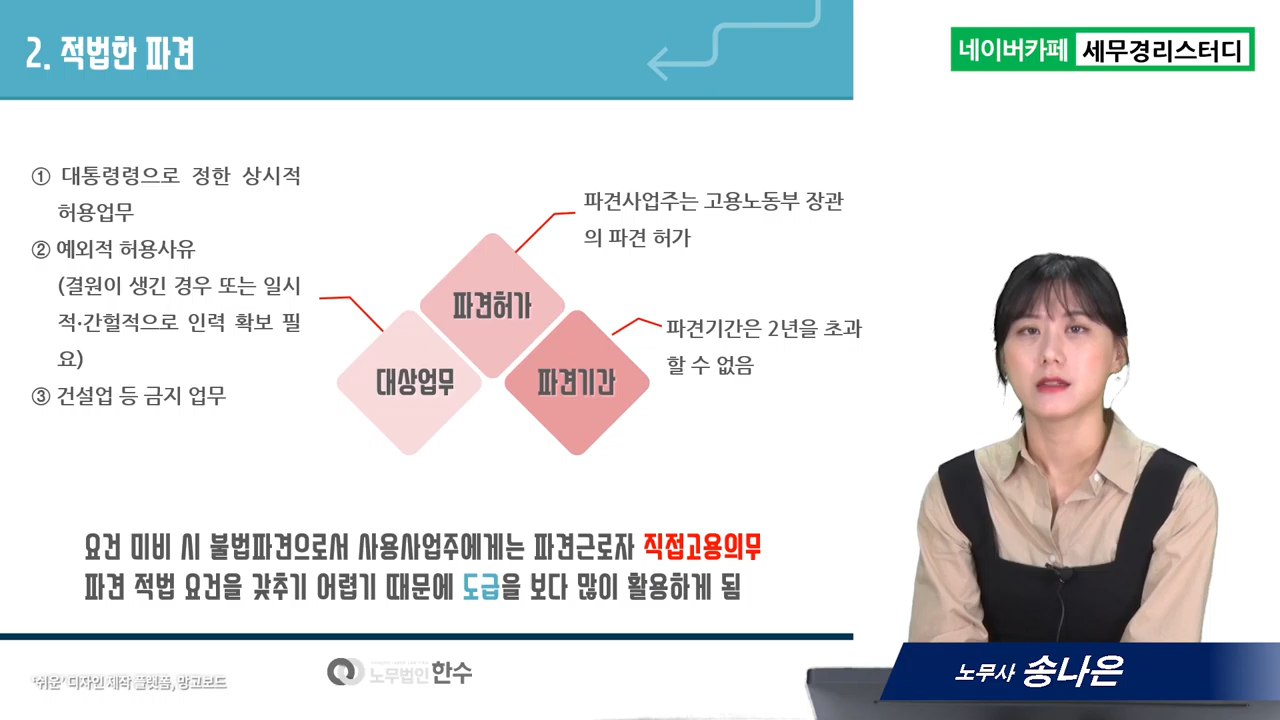 2. 적법한 파견
네이버카페 세무경리스터디
① 대통령령으로 정한 상시적
허용업무
② 예외적 허용사유
(결원이 생긴 경우 또는 일시
적·간헐적으로 인력 확보 필
요)
③ 건설업 등 금지 업무
파견사업주는 고용노동부 장관
의 파견 허가
파견허가
파견기간은 2년을 초과
할 수 없음
대상업무
파견기간
요건 미비 시 불법파견으로서 사용사업주에게는 파견근로자 직접고용의무
파견 적법 요건을 갖추기 어렵기 때문에 도급을 보다 많이 활용하게 됨
'쉬운' 디자인 제작 플랫폼, 망고보드
노무법인 한수
노무사 송나은